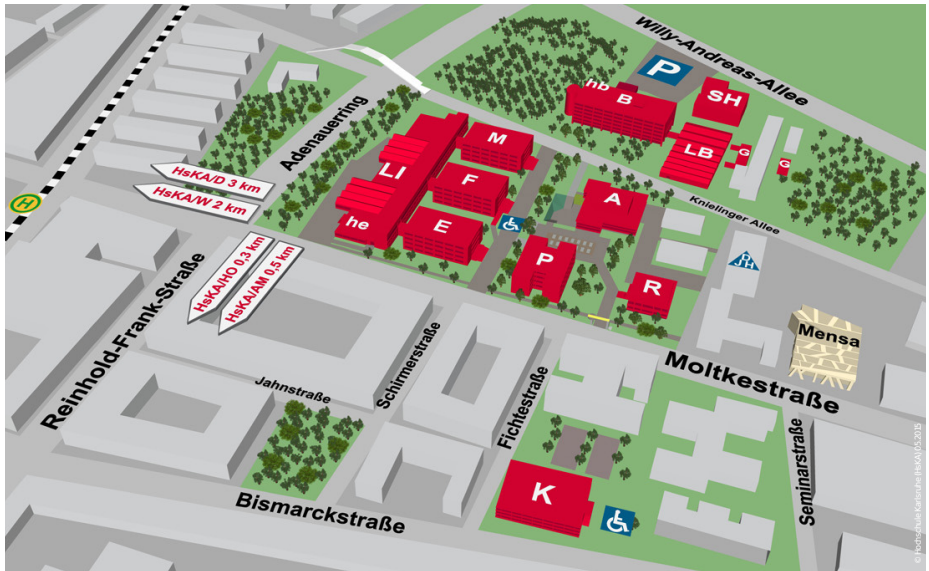 Willy-Andreas-Allee
P
hb
B
SH
M
Adenauerring
LI
F
LB
G
G
HsKA/D 3 km
HsKA/W 2 km
H
he
E
A
Knielinger Allee
P
D
JH
R
HsKA/HO 0,3 km
HsKA/AM 0,5 km
Reinhold-Frank-Straße
Mensa
Moltkestraße
Schirmerstraße
Jahnstraße
Fichtestraße
Seminarstraße
K
E
Bismarckstraße
© Hochschule Karlsruhe (HsKA) 05.2015